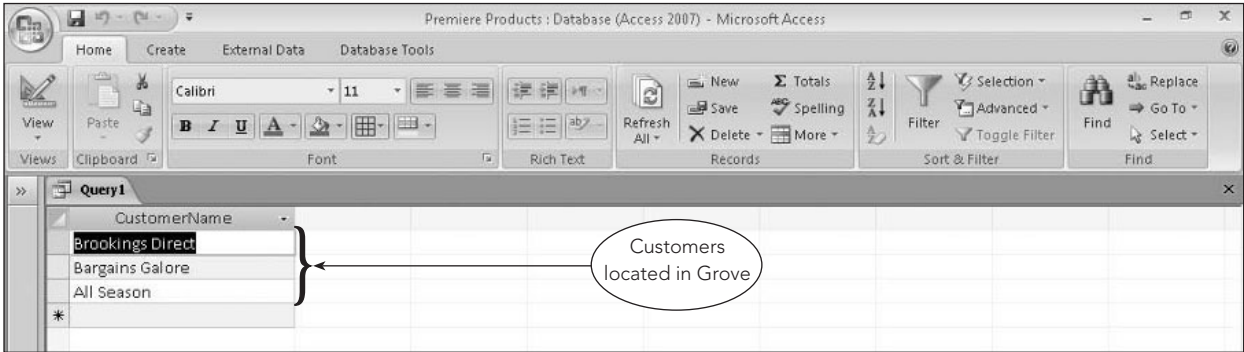 Premiere Products : Database (Access 2007) - Microsoft Access
Home Create External Data Database Tools
View
Paste
Calibri 11
B I U A
ab
Refresh All
New
Save
Delete
Σ Totals
Spelling
More
Filter
Selection
Advanced
Toggle Filter
Find
Replace
Go To
Select
Views Clipboard Font Rich Text Records Sort & Filter Find
Query1
CustomerName
Brookings Direct
Bargains Galore
All Season
Customers
located in Grove